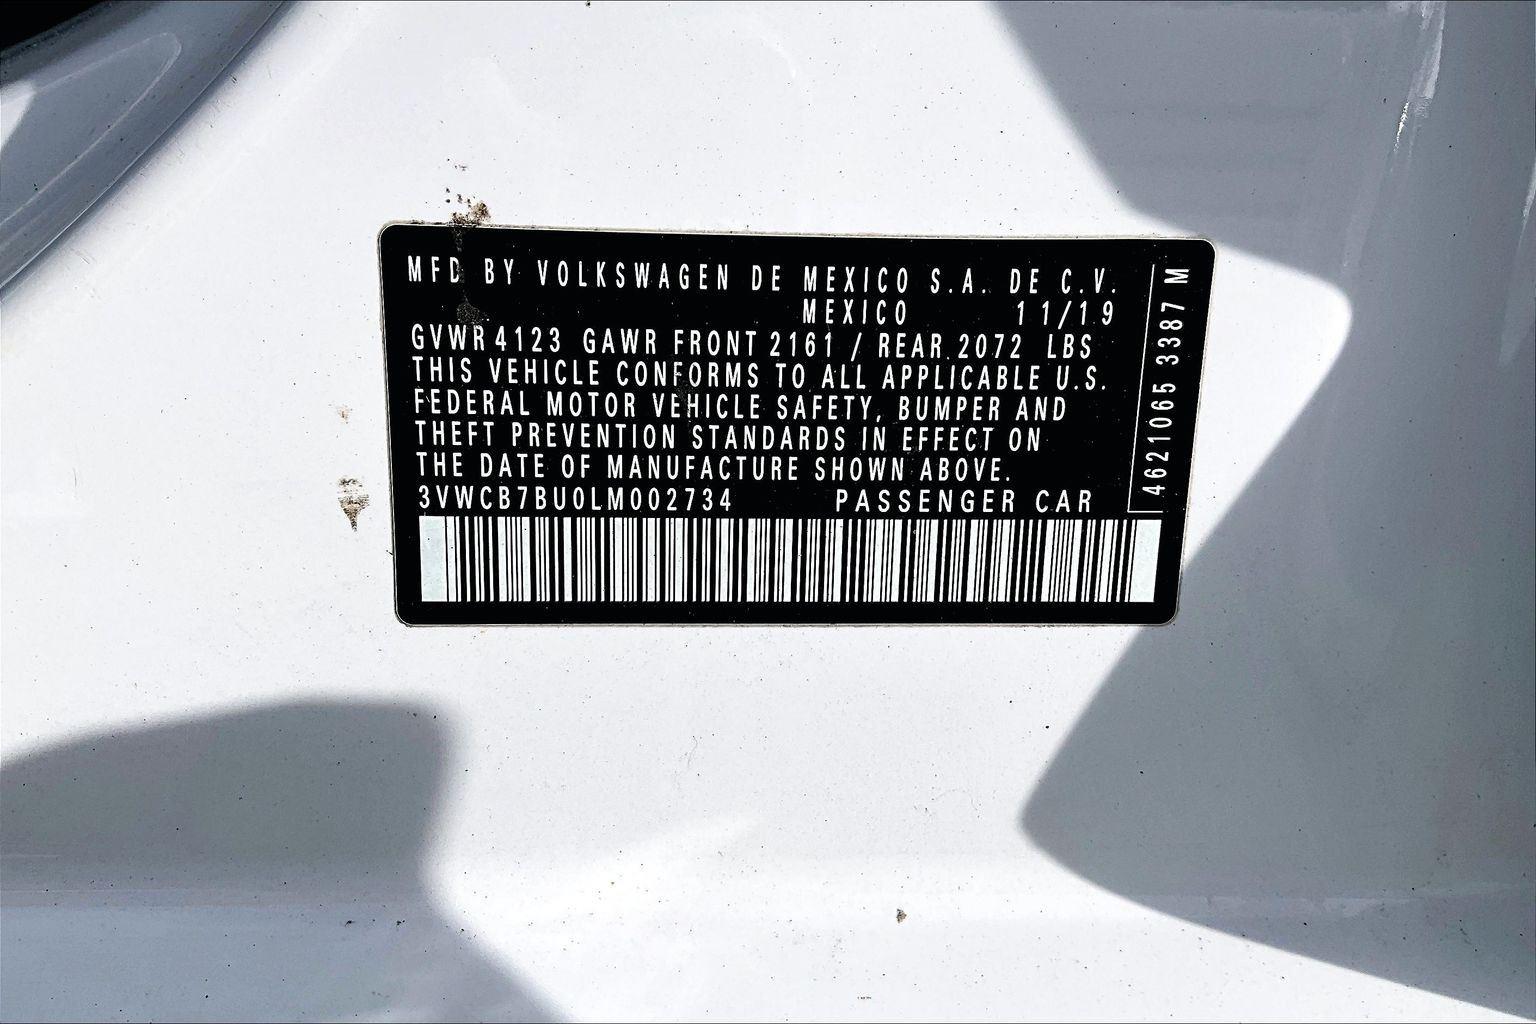 MFD BY VOLKSWAGEN DE MEXICO S.A. DE C.V.
MEXICO 11/19
GVWR 4123 GAWR FRONT 2161 / REAR 2072 LBS
THIS VEHICLE CONFORMS TO ALL APPLICABLE U.S.
FEDERAL MOTOR VEHICLE SAFETY, BUMPER AND
THEFT PREVENTION STANDARDS IN EFFECT ON
THE DATE OF MANUFACTURE SHOWN ABOVE.
3VWCB7BU0LM002734 PASSENGER CAR
4621065 3387 M